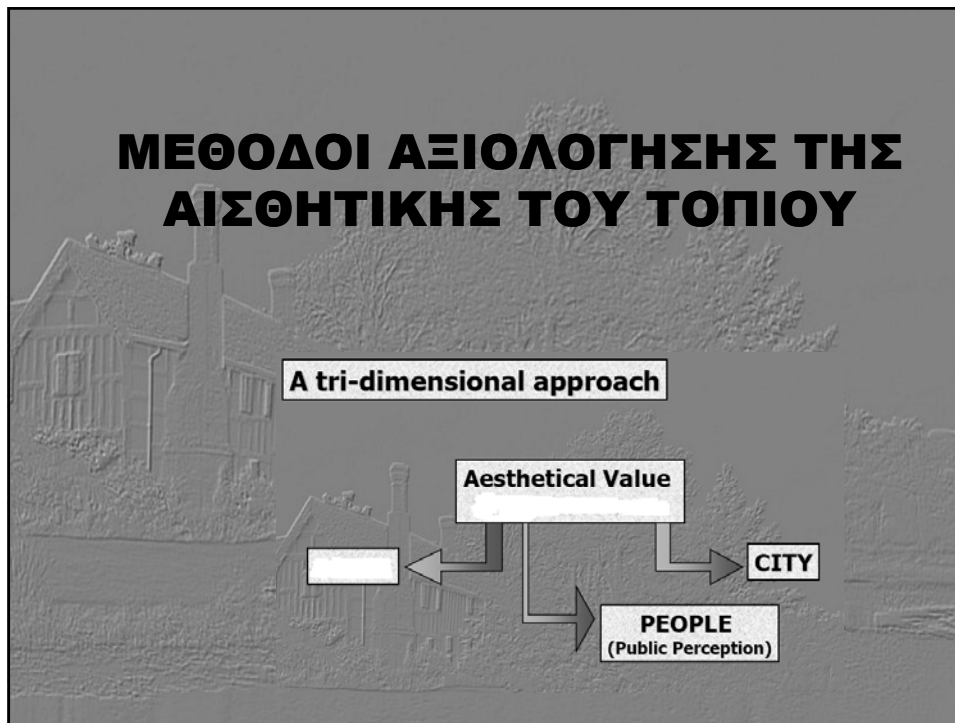 ΜΕΘΟΔΟΙ ΑΞΙΟΛΟΓΗΣΗΣ ΤΗΣ
ΑΙΣΘΗΤΙΚΗΣ ΤΟΥ ΤΟΠΙΟΥ
A tri-dimensional approach
Aesthetical Value
CITY
PEOPLE
(Public Perception)